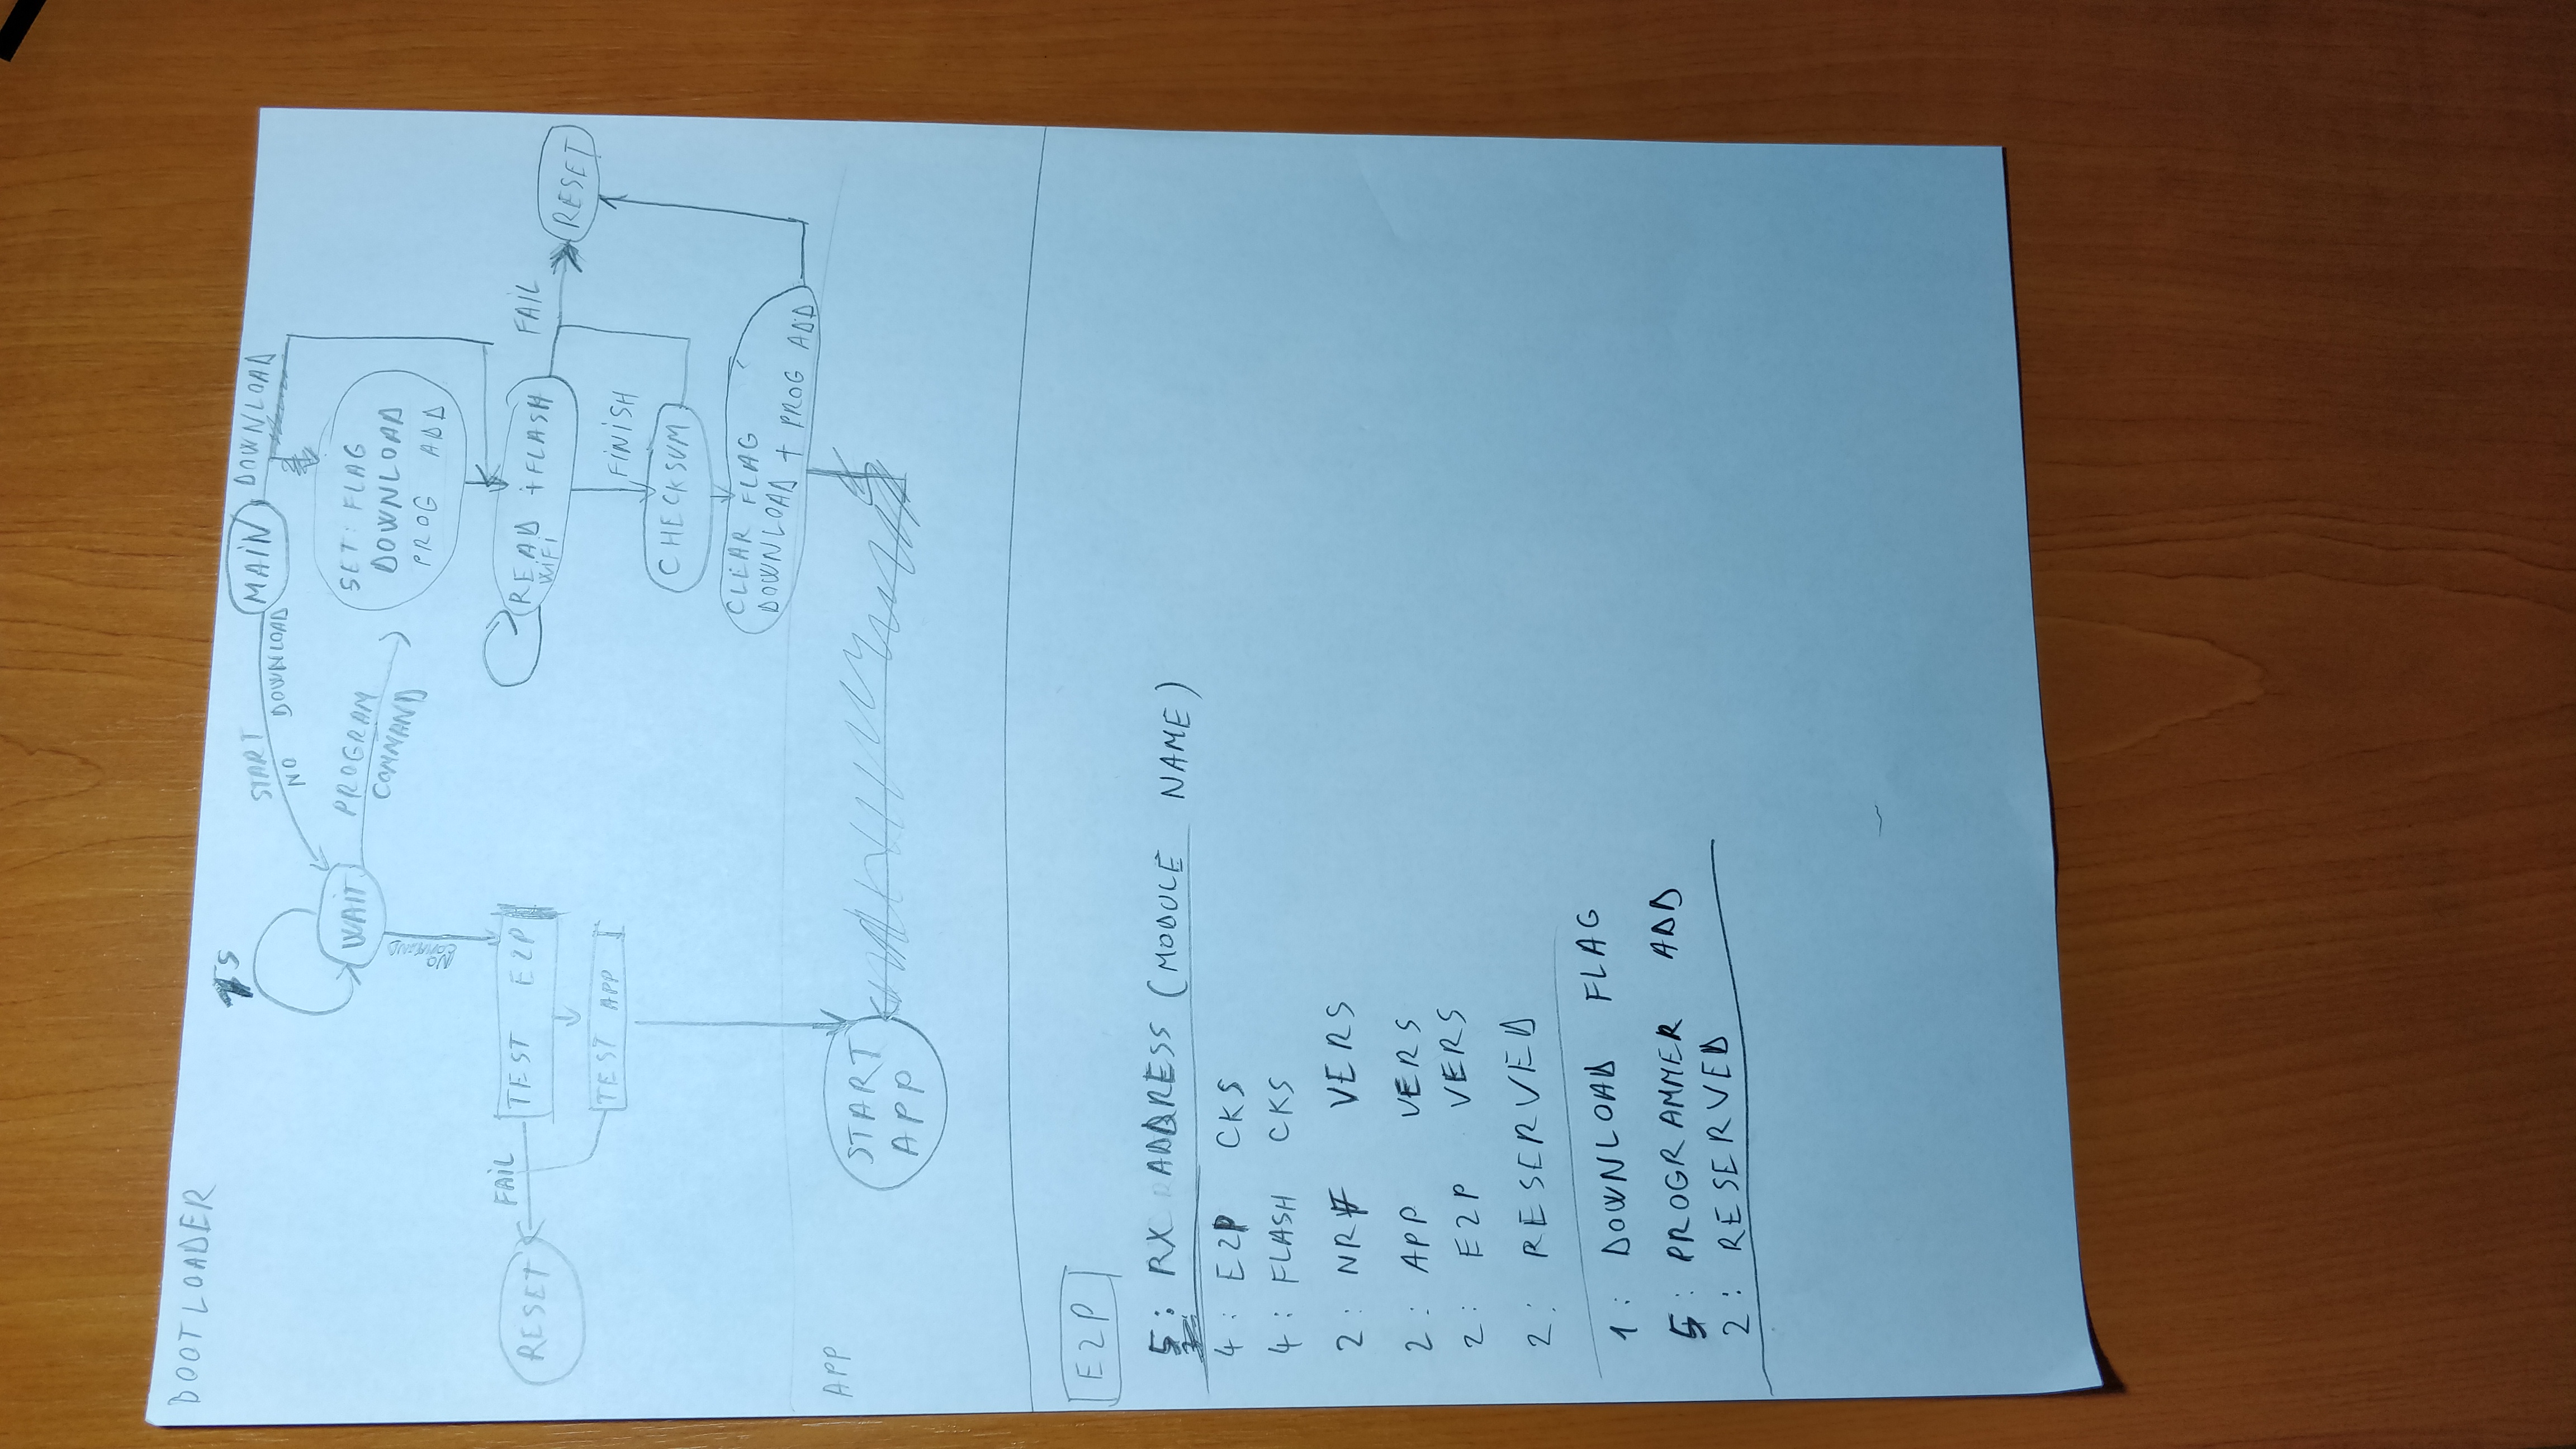 BOOTLOADER
MAIN
DOWNLOAD
START
NO DOWNLOAD
SET: FLAG
DOWNLOAD
PROG ADD
PROGRAM
COMMAND
WAIT
NO
COMMAND
READ + FLASH
WIFI
FAIL
RESET
FINISH
CHECKSUM
CLEAR FLAG
DOWNLOAD + PROG ADD
TEST E2P
TEST APP
FAIL
RESET
APP
START
APP
E2P
5: RX ADDRESS (MODULE NAME)
4: E2P CKS
4: FLASH CKS
2: NR# VERS
2: APP VERS
2: E2P VERS
2: RESERVED
1: DOWNLOAD FLAG
5: PROGRAMMER ADD
2: RESERVED